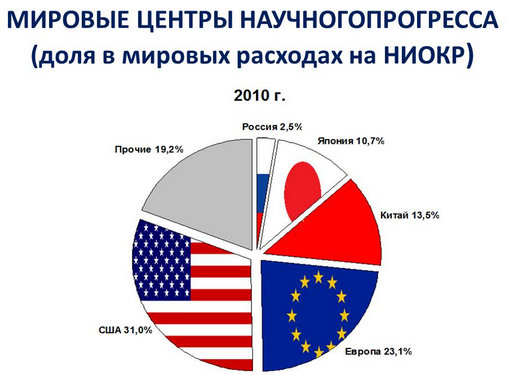 МИРОВЫЕ ЦЕНТРЫ НАУЧНОГОПРОГРЕССА
(доля в мировых расходах на НИОКР)
2010 г.
Россия 2,5%
Япония 10,7%
Прочие 19,2%
Китай 13,5%
США 31,0%
Европа 23,1%